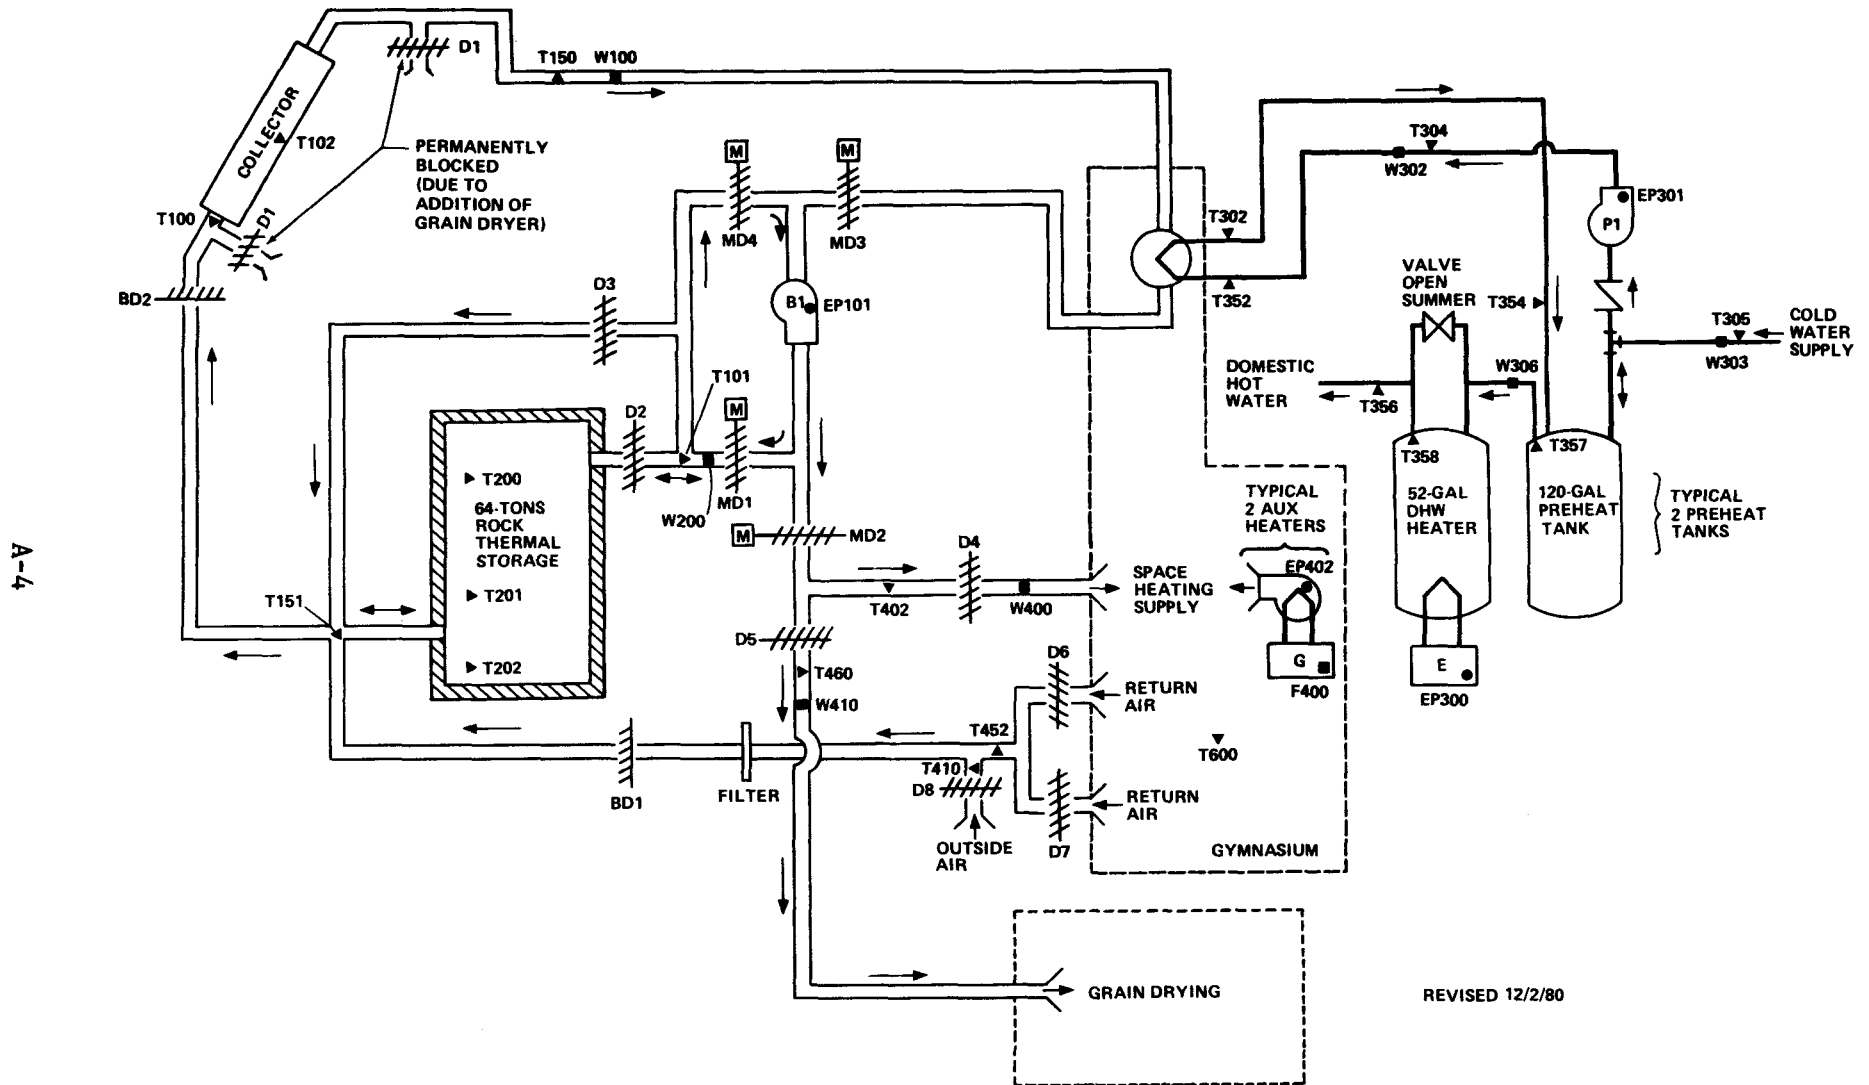 D1
T150 W100
COLLECTOR
T102
PERMANENTLY
BLOCKED
(DUE TO
ADDITION OF
GRAIN DRYER)
T100
D1
BD2
M
MD4
M
MD3
T304
W302
EP301
P1
T302
T352
D3
B1
EP101
VALVE
OPEN
SUMMER
T354
T305
COLD
WATER
SUPPLY
W303
DOMESTIC
HOT
WATER
W306
T356
T101
D2
M
MD1
W200
T358
T357
T200
64-TONS
ROCK
THERMAL
STORAGE
T201
T202
M
MD2
TYPICAL
2 AUX
HEATERS
52-GAL
DHW
HEATER
120-GAL
PREHEAT
TANK
TYPICAL
2 PREHEAT
TANKS
A-4
T151
D4
T402
W400
SPACE
HEATING
SUPPLY
EP402
G
F400
E
EP300
D5
T460
W410
D6
RETURN
AIR
T452
T600
T410
D8
BD1
FILTER
OUTSIDE
AIR
D7
RETURN
AIR
GYMNASIUM
GRAIN DRYING
REVISED 12/2/80